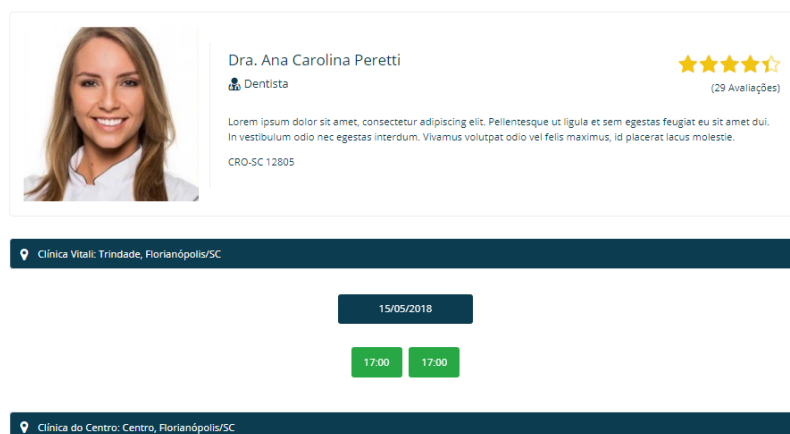 Dra. Ana Carolina Peretti
Dentista
(29 Avaliações)
Lorem ipsum dolor sit amet, consectetur adipiscing elit. Pellentesque ut ligula et sem egestas feugiat eu sit amet dui.
In vestibulum odio nec egestas interdum. Vivamus volutpat odio vel felis maximus, id placerat lacus molestie.
CRO-SC 12805
Clínica Vitali: Trindade, Florianópolis/SC
15/05/2018
17:00 17:00
Clínica do Centro: Centro, Florianópolis/SC